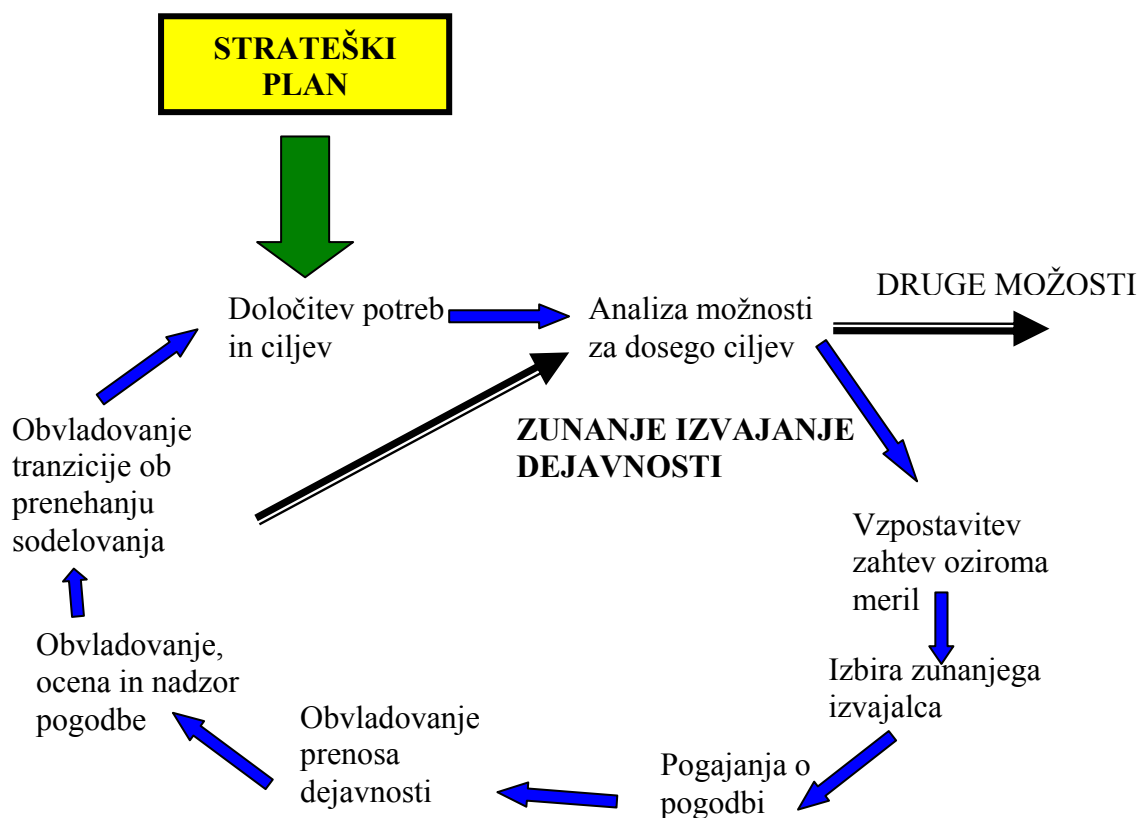 STRATEŠKI
PLAN
Določitev potreb
in ciljev
Analiza možnosti
za dosego ciljev
DRUGE MOŽOSTI
ZUNANJE IZVAJANJE
DEJAVNOSTI
Vzpostavitev
zahtev oziroma
meril
Izbira zunanjega
izvajalca
Pogajanja o
pogodbi
Obvladovanje
prenosa
dejavnosti
Obvladovanje,
ocena in nadzor
pogodbe
Obvladovanje
tranzicije ob
prenehanju
sodelovanja